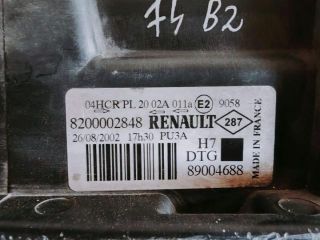 74 B2
04HCR PL 20 02A 011a E2 9058
8200002848 RENAULT 287
26/08/2002 17h30 PU3A
H7
DTG
89004688
MADE IN FRANCE